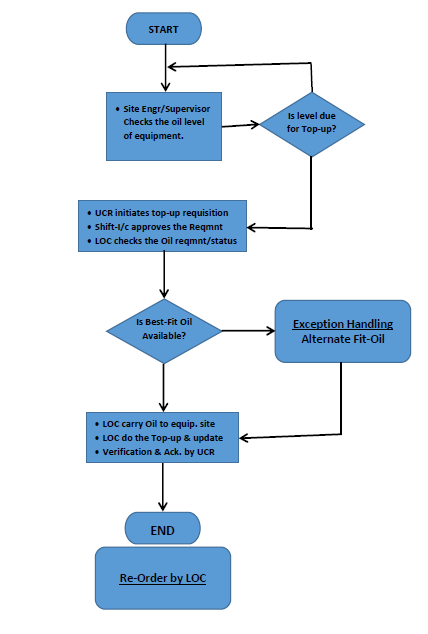 START
• Site Engr/Supervisor
Checks the oil level
of equipment.
Is level due
for Top-up?
• UCR initiates top-up requisition
• Shift-I/c approves the Reqmnt
• LOC checks the Oil reqmnt/status
Is Best-Fit Oil
Available?
Exception Handling
Alternate Fit-Oil
• LOC carry Oil to equip. site
• LOC do the Top-up & update
• Verification & Ack. by UCR
END
Re-Order by LOC